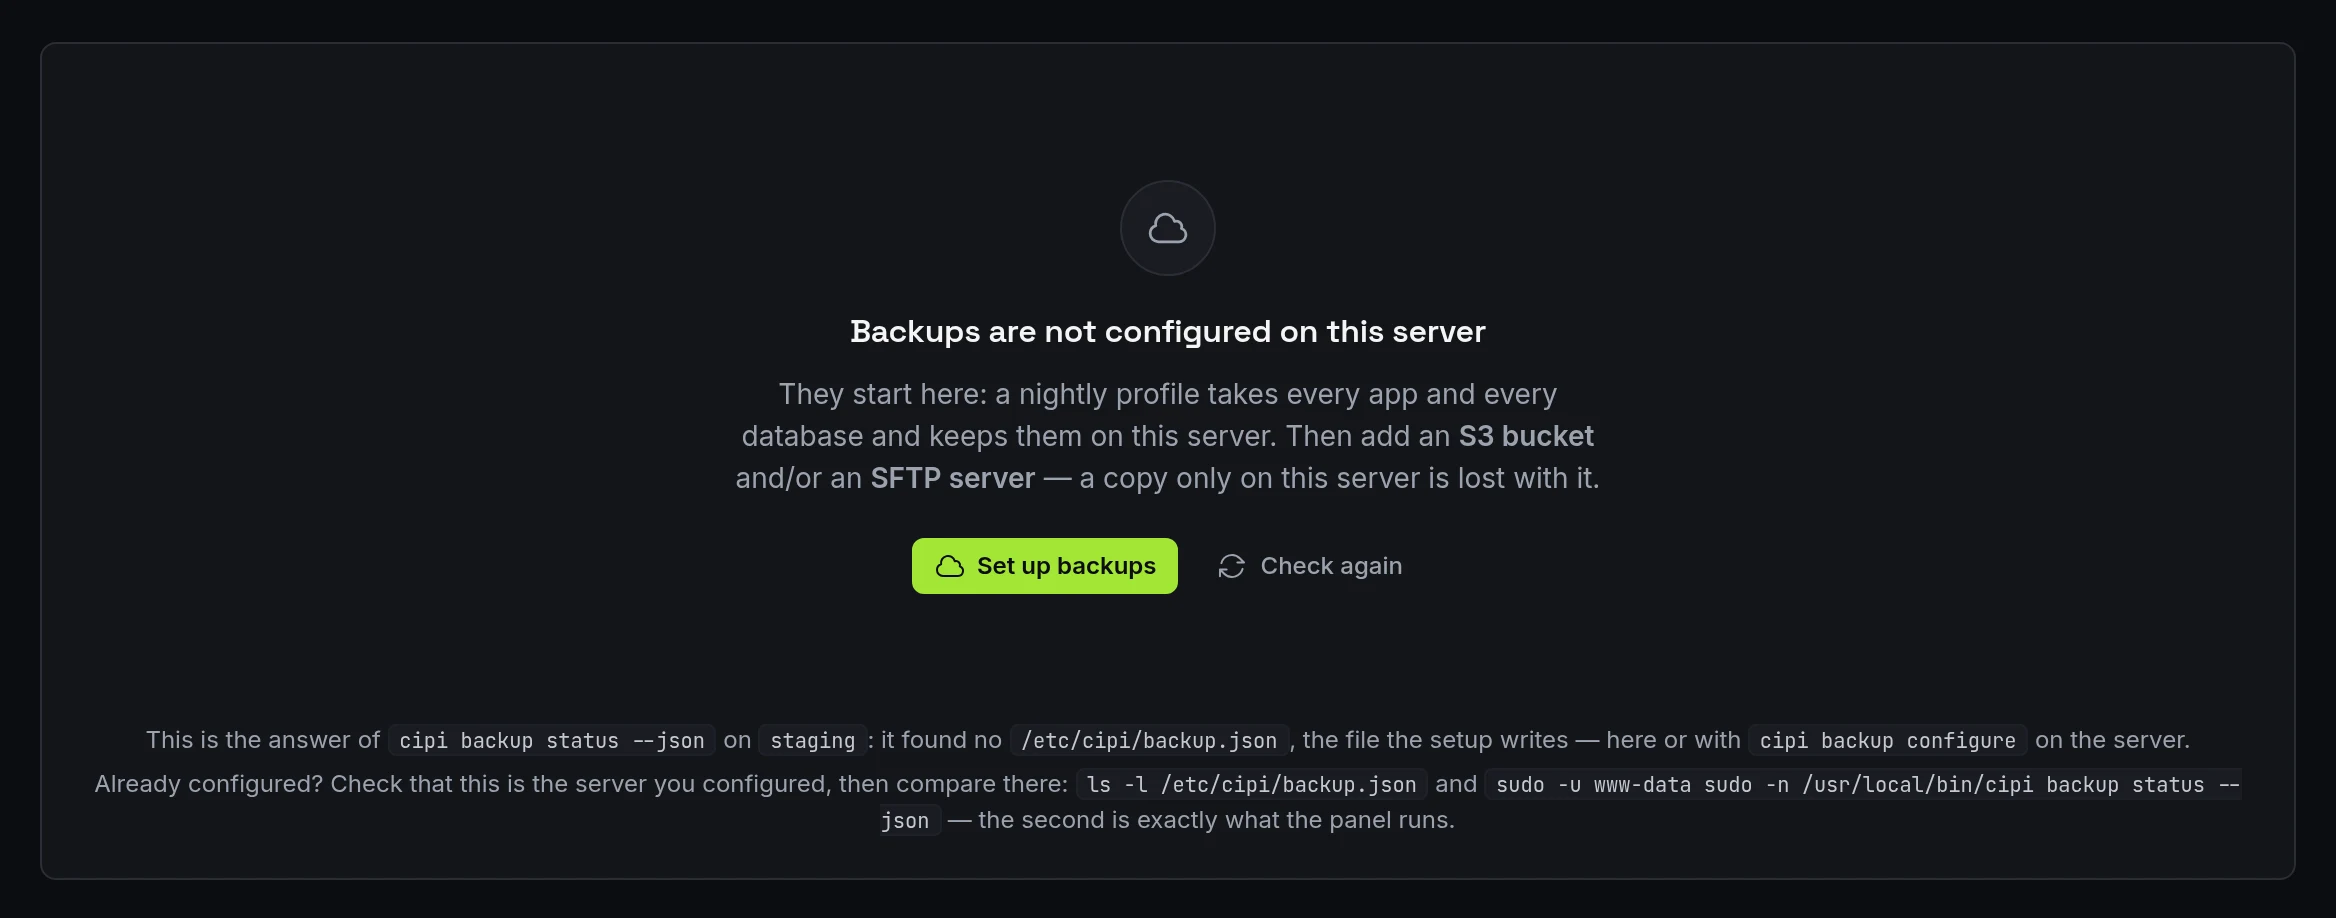 Backups are not configured on this server
They start here: a nightly profile takes every app and every
database and keeps them on this server. Then add an S3 bucket
and/or an SFTP server — a copy only on this server is lost with it.
Set up backups
Check again
This is the answer of cipi backup status --json on staging: it found no /etc/cipi/backup.json, the file the setup writes — here or with cipi backup configure on the server.
Already configured? Check that this is the server you configured, then compare there: ls -l /etc/cipi/backup.json and sudo -u www-data sudo -n /usr/local/bin/cipi backup status --
json — the second is exactly what the panel runs.